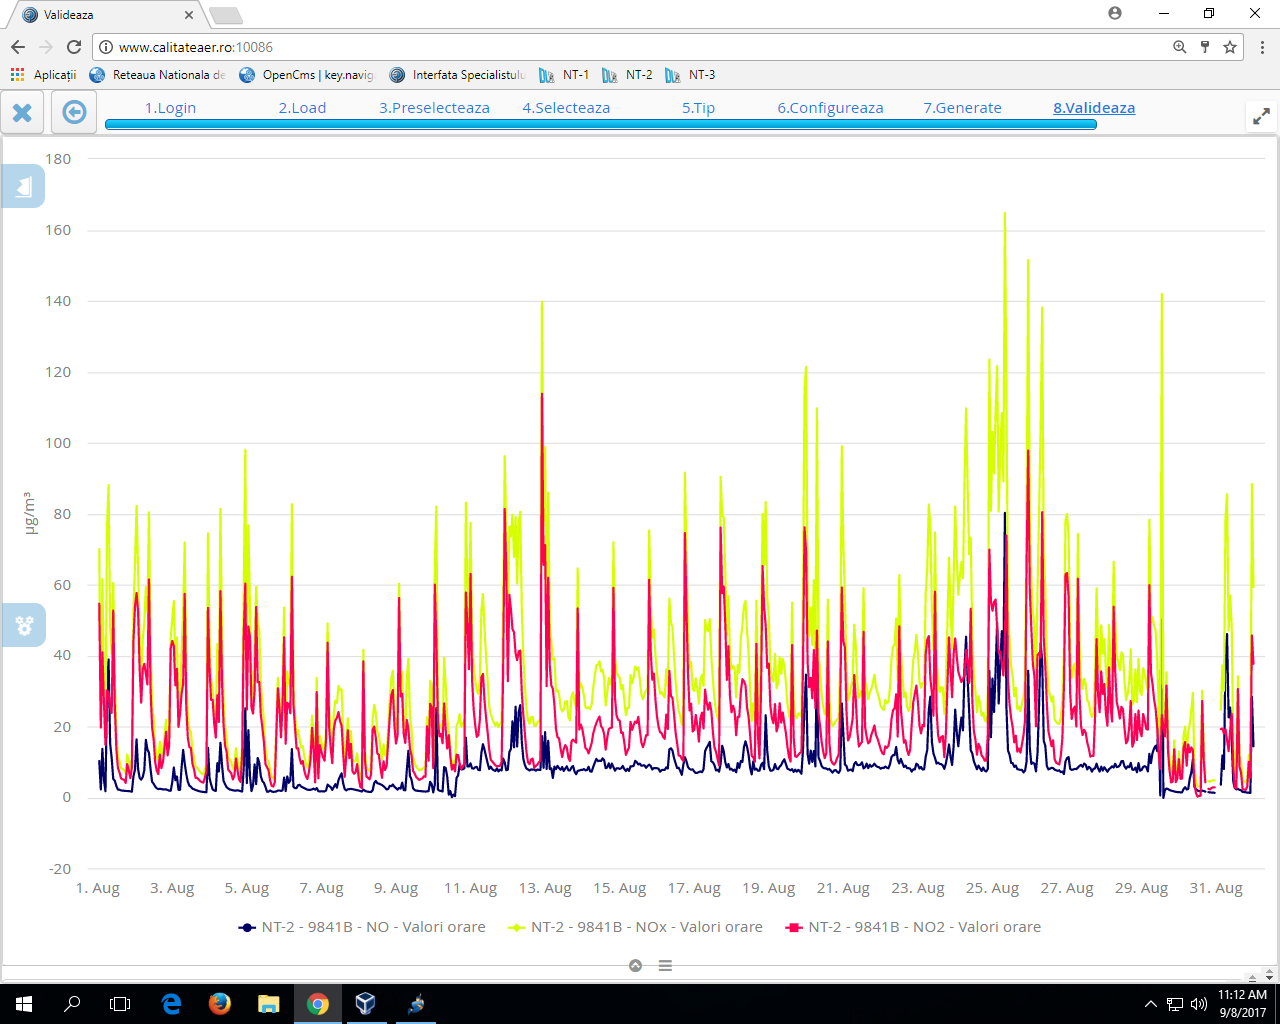 Valideaza
www.calitateaer.ro:10086
Aplicații Reteaua Nationala de OpenCms | key.navig Interfata Specialistulu NT-1 NT-2 NT-3
1.Login 2.Load 3.Preselecteaza 4.Selecteaza 5.Tip 6.Configureaza 7.Generate 8.Valideaza
180
160
140
120
100
80
60
40
20
0
-20
µg/m³
1. Aug 3. Aug 5. Aug 7. Aug 9. Aug 11. Aug 13. Aug 15. Aug 17. Aug 19. Aug 21. Aug 23. Aug 25. Aug 27. Aug 29. Aug 31. Aug
NT-2 - 9841B - NO - Valori orare NT-2 - 9841B - NOx - Valori orare NT-2 - 9841B - NO2 - Valori orare
11:12 AM
9/8/2017